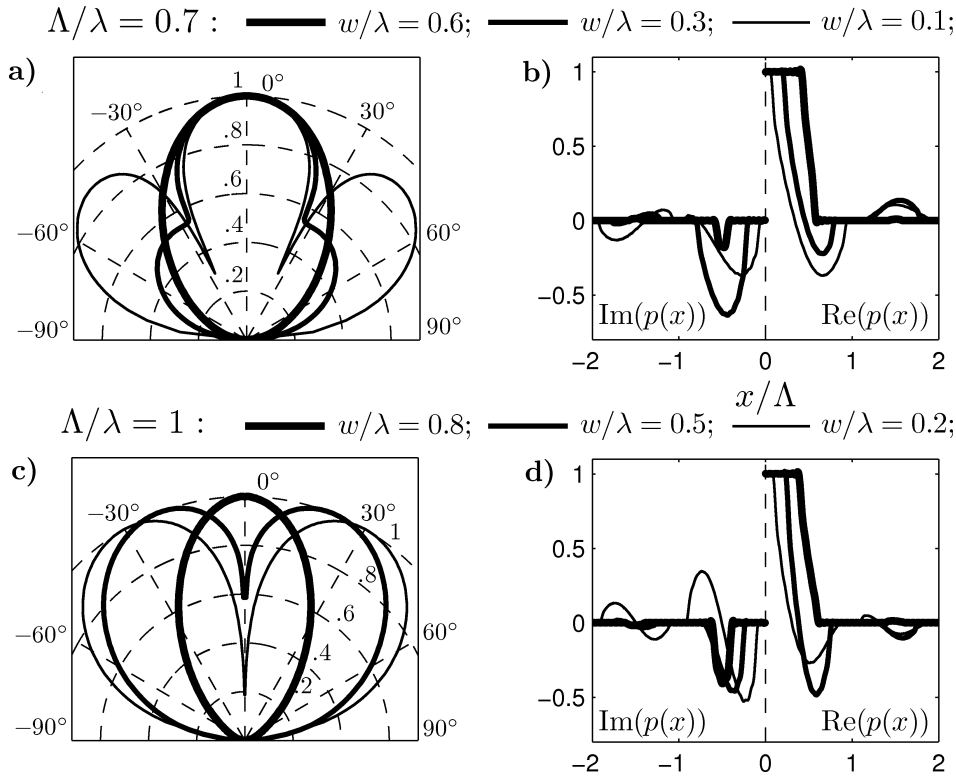 Λ/λ = 0.7 : w/λ = 0.6; w/λ = 0.3; w/λ = 0.1;
a)
1 0°
−30° 30°
.8
.6
.4
.2
−60° 60°
−90° 90°
b)
1
0.5
0
−0.5
Im(p(x)) Re(p(x))
−2 −1 0 1 2
x/Λ
Λ/λ = 1 : w/λ = 0.8; w/λ = 0.5; w/λ = 0.2;
c)
0°
−30° 30°
1
.8
.6
.4
.2
−60° 60°
−90° 90°
d)
1
0.5
0
−0.5
Im(p(x)) Re(p(x))
−2 −1 0 1 2